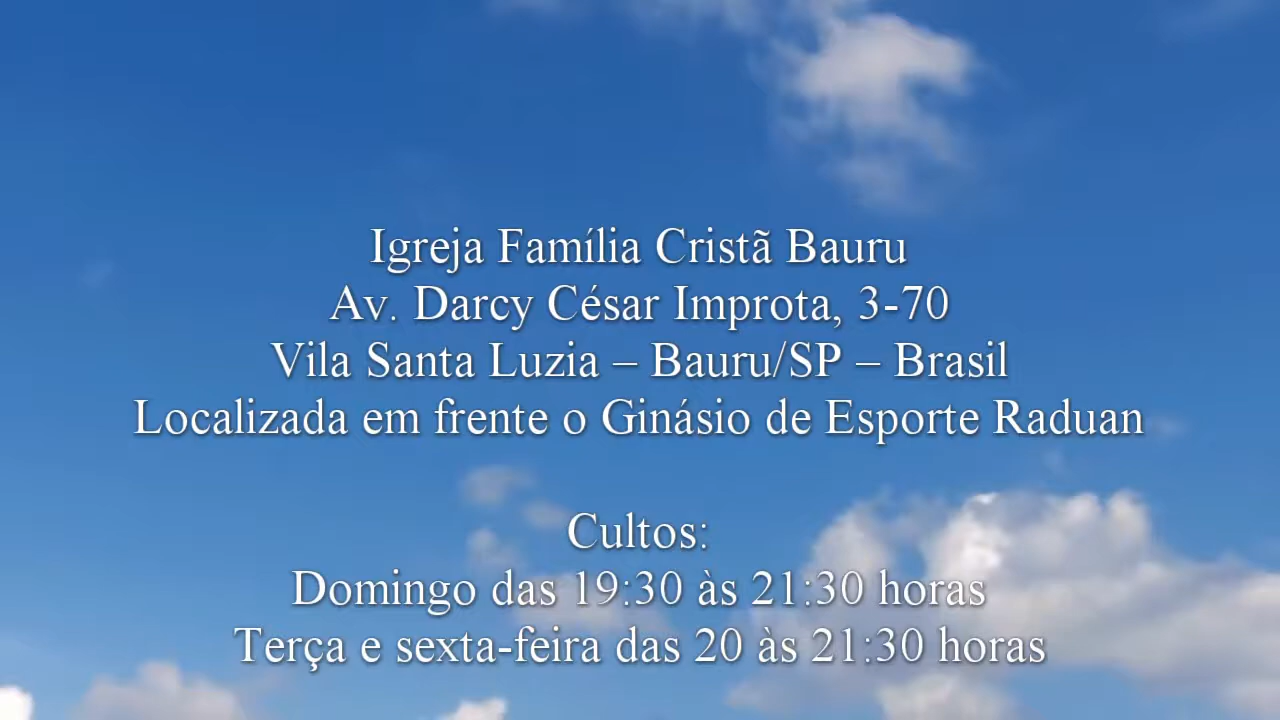 Igreja Família Cristã Bauru
Av. Darcy César Improta, 3-70
Vila Santa Luzia – Bauru/SP – Brasil
Localizada em frente o Ginásio de Esporte Raduan
Cultos:
Domingo das 19:30 às 21:30 horas
Terça e sexta-feira das 20 às 21:30 horas